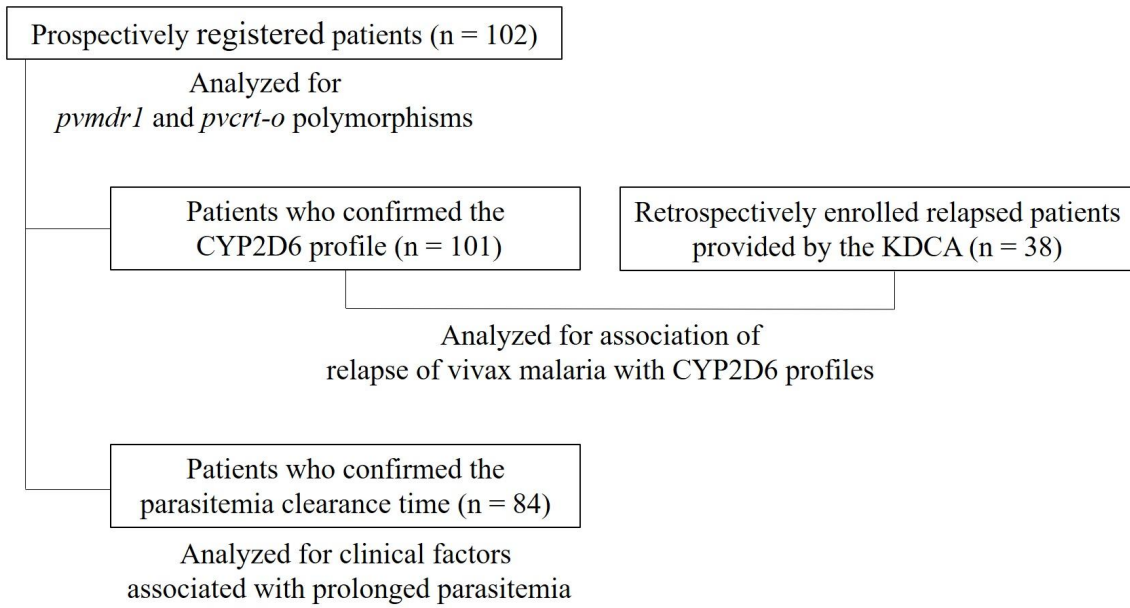 Prospectively registered patients (n = 102)
Analyzed for
pvmdr1 and pvcrt-o polymorphisms
Patients who confirmed the
CYP2D6 profile (n = 101)
Retrospectively enrolled relapsed patients
provided by the KDCA (n = 38)
Analyzed for association of
relapse of vivax malaria with CYP2D6 profiles
Patients who confirmed the
parasitemia clearance time (n = 84)
Analyzed for clinical factors
associated with prolonged parasitemia